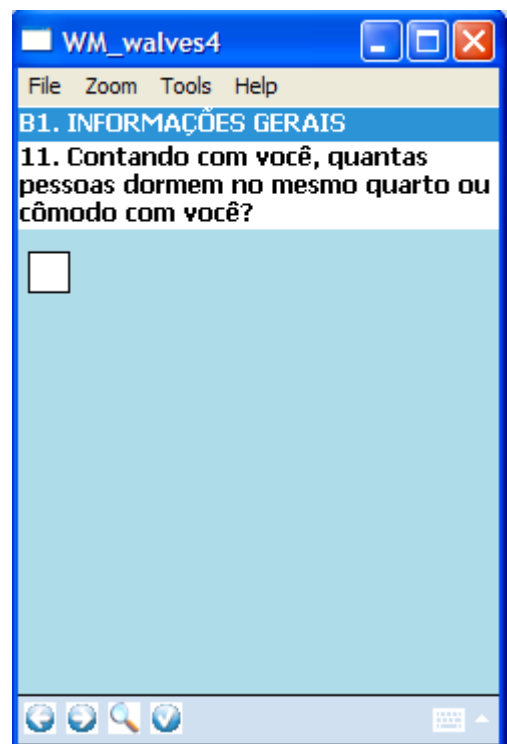 WM_walves4
File Zoom Tools Help
B1. INFORMAÇÕES GERAIS
11. Contando com você, quantas
pessoas dormem no mesmo quarto ou
cômodo com você?